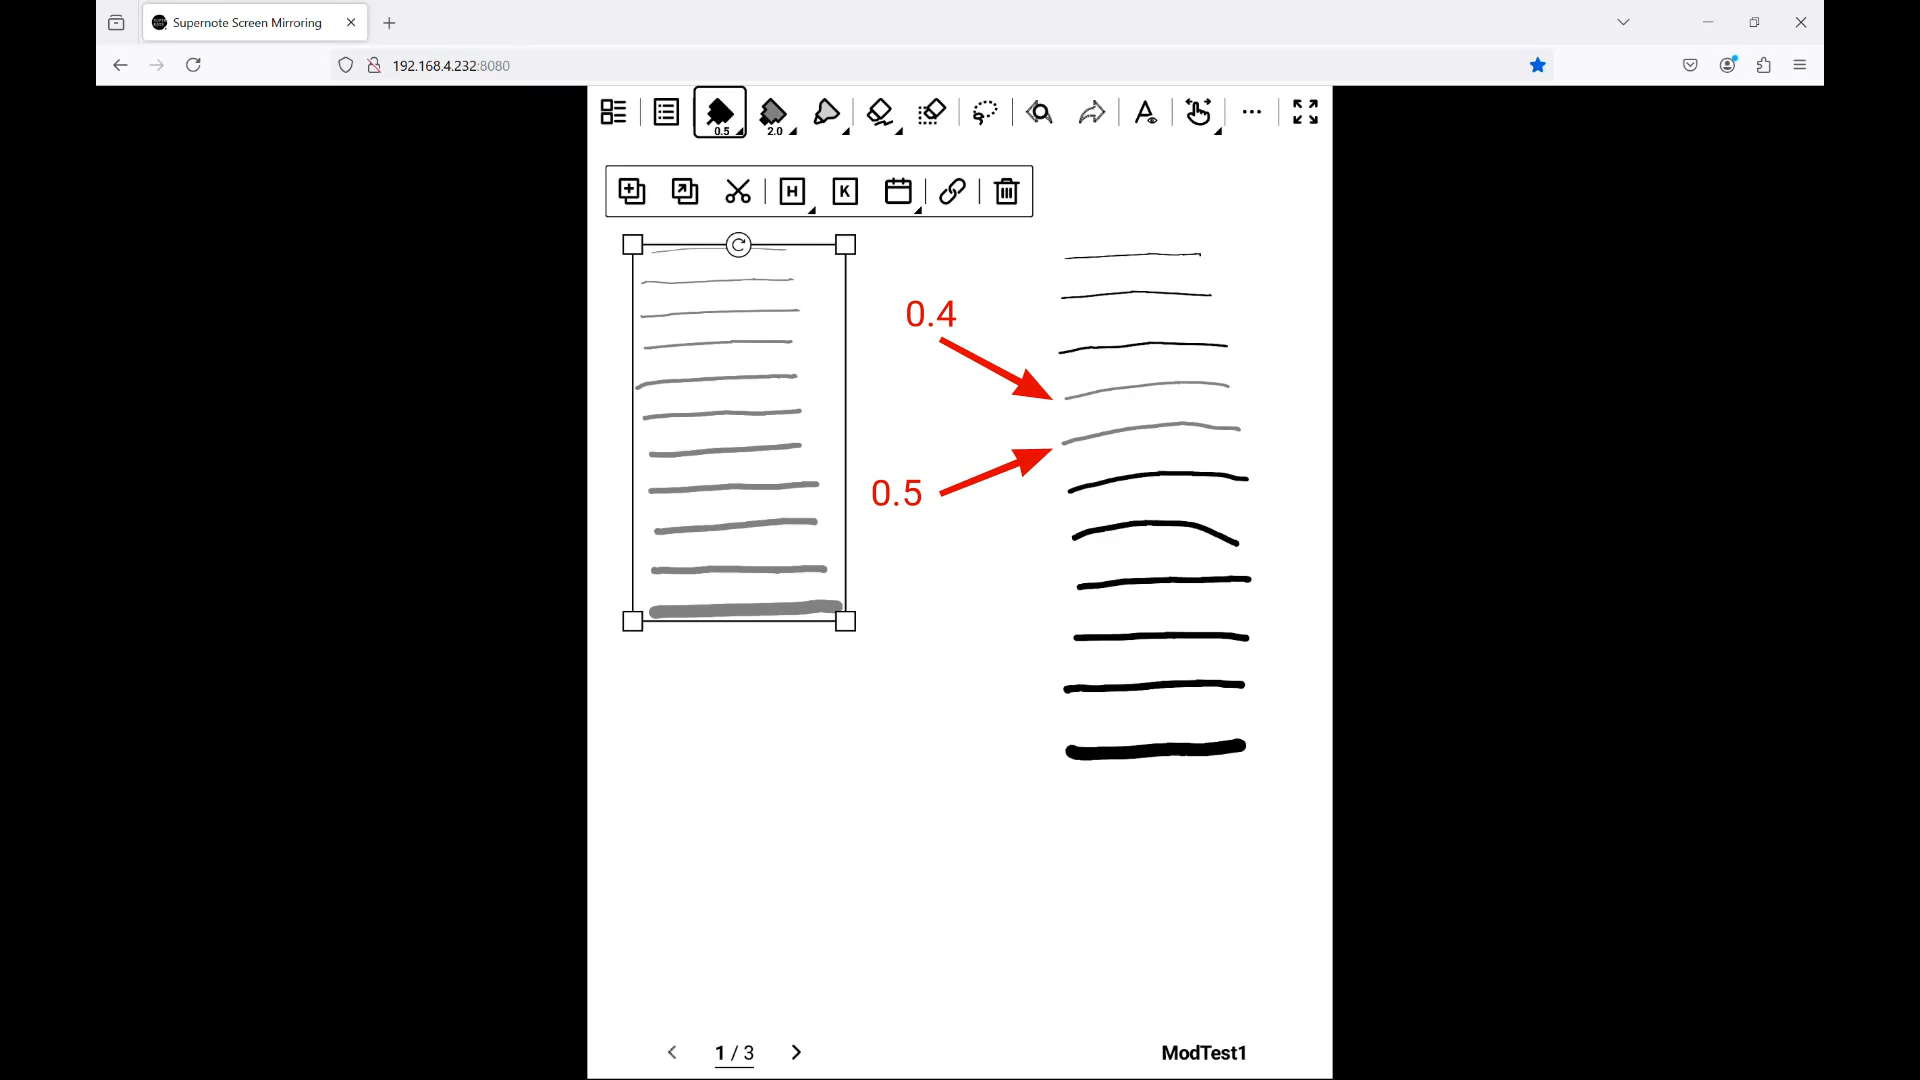 Supernote Screen Mirroring
192.168.4.232:8080
0.5
2.0
A
H
K
0.4
0.5
1 / 3
ModTest1